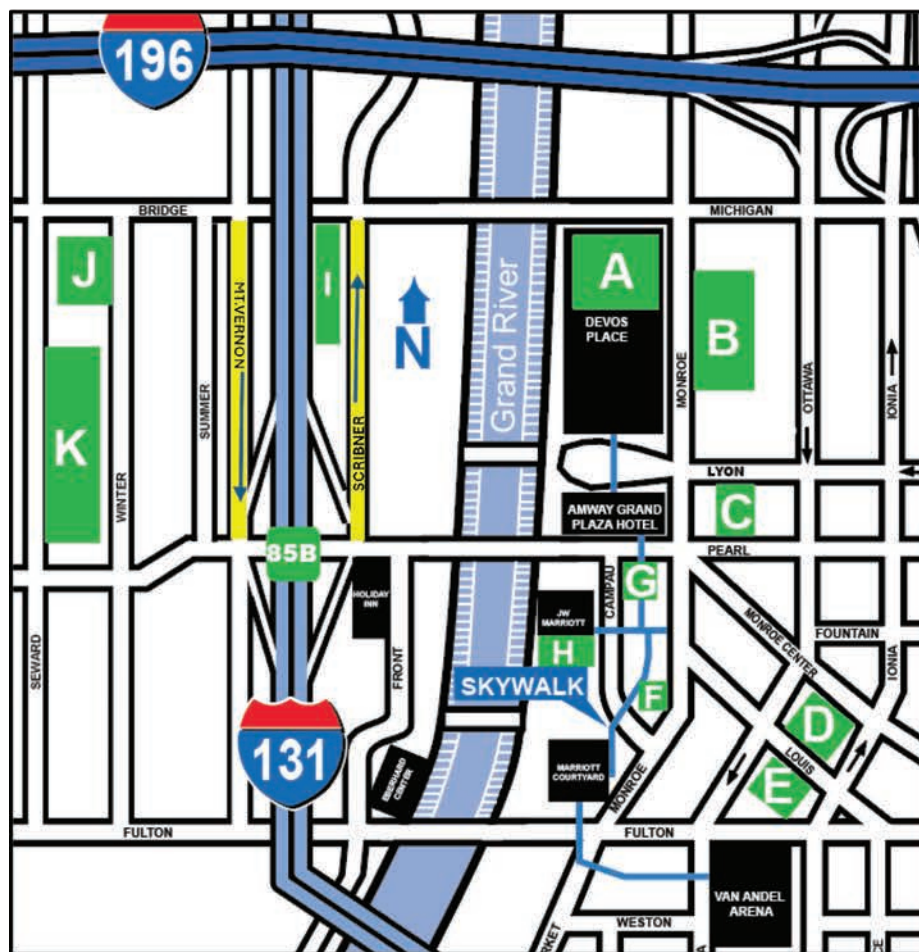 196
BRIDGE
MICHIGAN
J
I
A
MT.VERNON
N
Grand River
DEVOS
PLACE
B
MONROE
OTTAWA
IONIA
SUMMER
SCRIBNER
K
WINTER
LYON
AMWAY GRAND
PLAZA HOTEL
C
85B
PEARL
G
CAMPAU
HOLIDAY
INN
JW
MARRIOTT
H
MONROE CENTER
FOUNTAIN
SEWARD
FRONT
IONIA
SKYWALK
F
D
131
MARRIOTT
COURTYARD
LOUIS
E
EBERHARD
CENTER
MONROE
FULTON
FULTON
VAN ANDEL
ARENA
WESTON